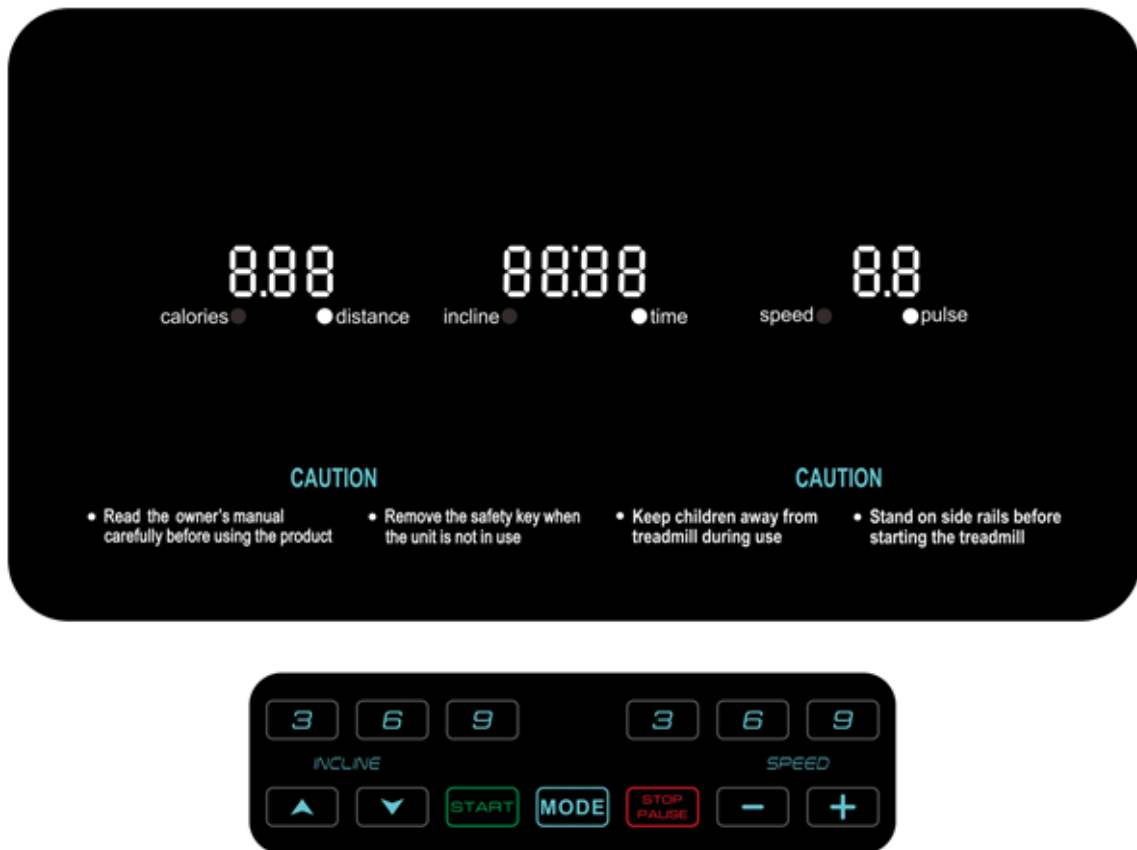 8.88 88:88 8.8
calories distance incline time speed pulse
CAUTION
• Read the owner's manual
carefully before using the product
• Remove the safety key when
the unit is not in use
CAUTION
• Keep children away from
treadmill during use
• Stand on side rails before
starting the treadmill
3 6 9 3 6 9
INCLINE SPEED
START MODE STOP
PAUSE − +